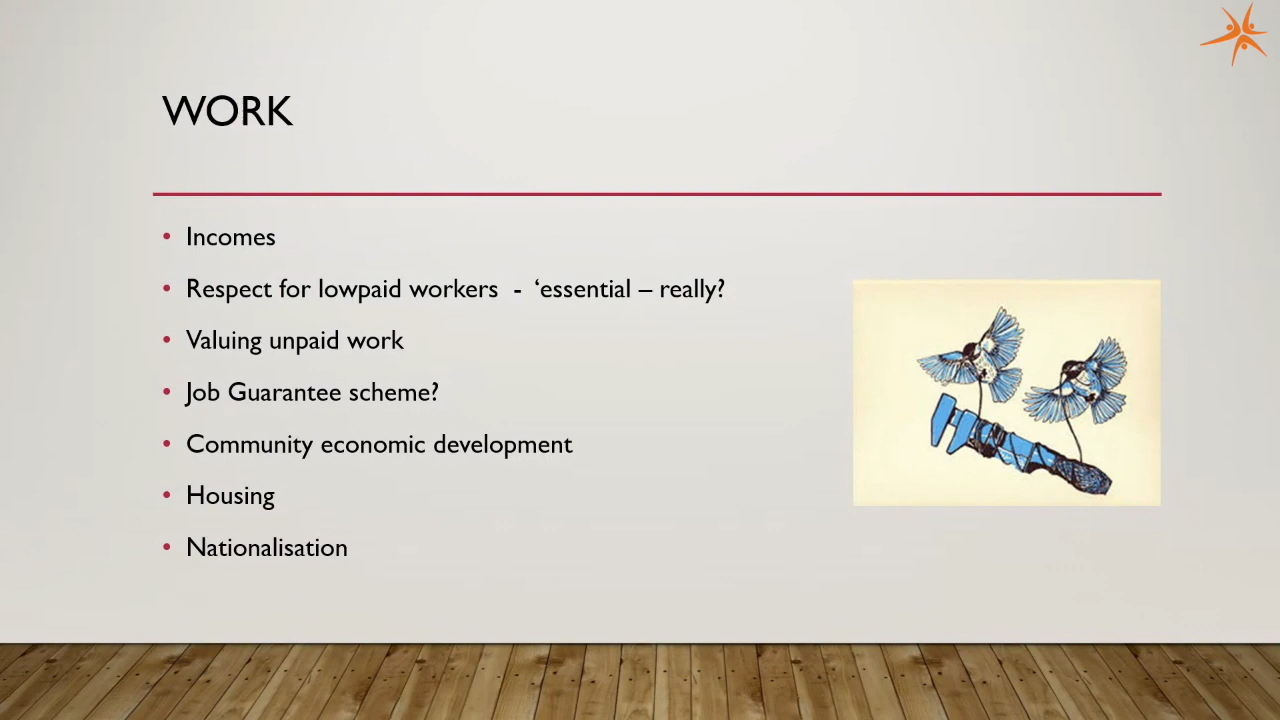 WORK
• Incomes
• Respect for lowpaid workers  -  ‘essential – really?
• Valuing unpaid work
• Job Guarantee scheme?
• Community economic development
• Housing
• Nationalisation